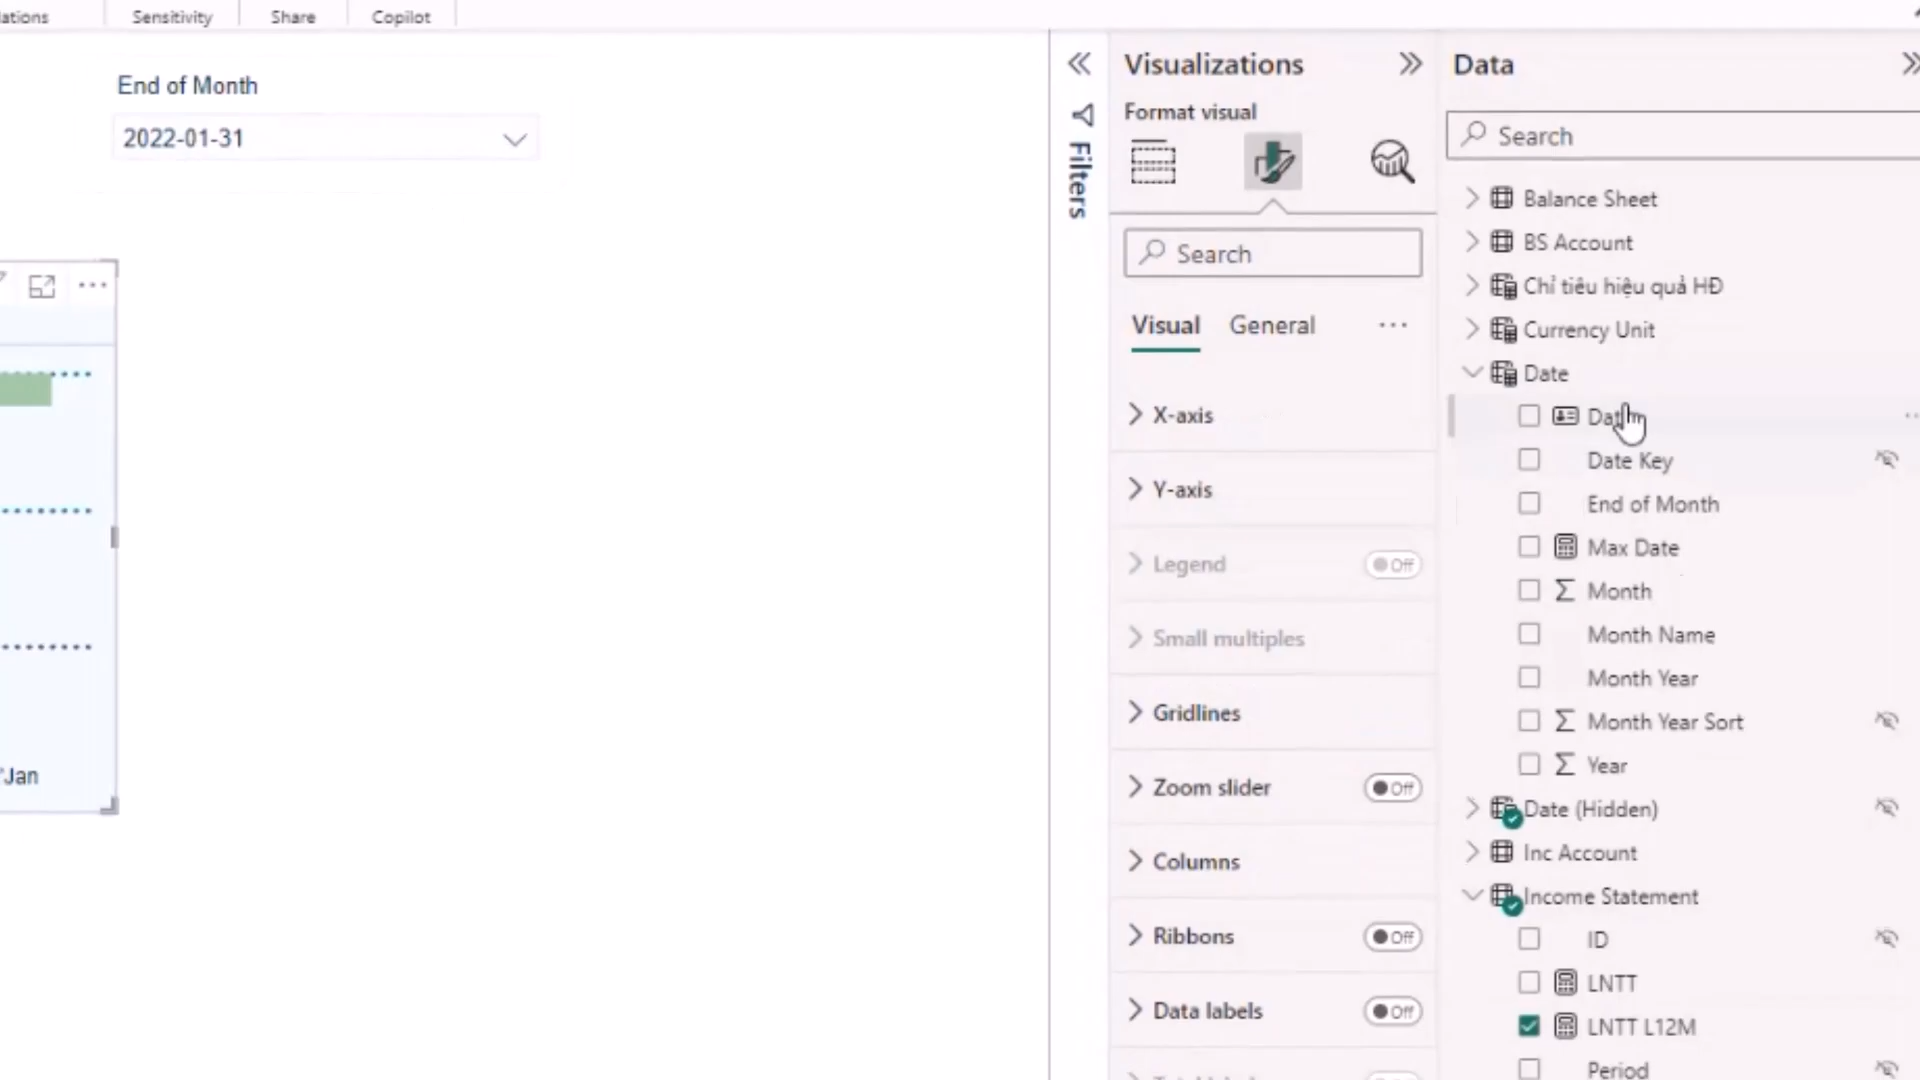 Sensitivity
Share
Copilot
End of Month
2022-01-31
'Jan
Filters
Visualizations
Format visual
Search
Visual
General
X-axis
Y-axis
Legend
Off
Small multiples
Gridlines
Zoom slider
Off
Columns
Ribbons
Off
Data labels
Off
Data
Search
Balance Sheet
BS Account
Chỉ tiêu hiệu quả HĐ
Currency Unit
Date
Date Key
End of Month
Max Date
Month
Month Name
Month Year
Month Year Sort
Year
Date (Hidden)
Inc Account
Income Statement
ID
LNTT
LNTT L12M
Period